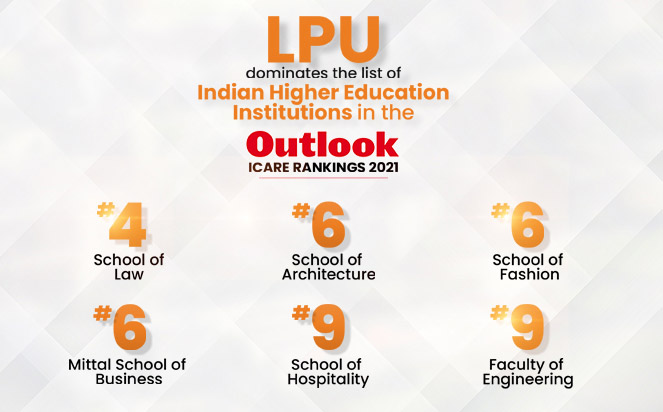 LPU
dominates the list of
Indian Higher Education
Institutions in the
Outlook
ICARE RANKINGS 2021
#4
School of
Law
#6
School of
Architecture
#6
School of
Fashion
#6
Mittal School of
Business
#9
School of
Hospitality
#9
Faculty of
Engineering